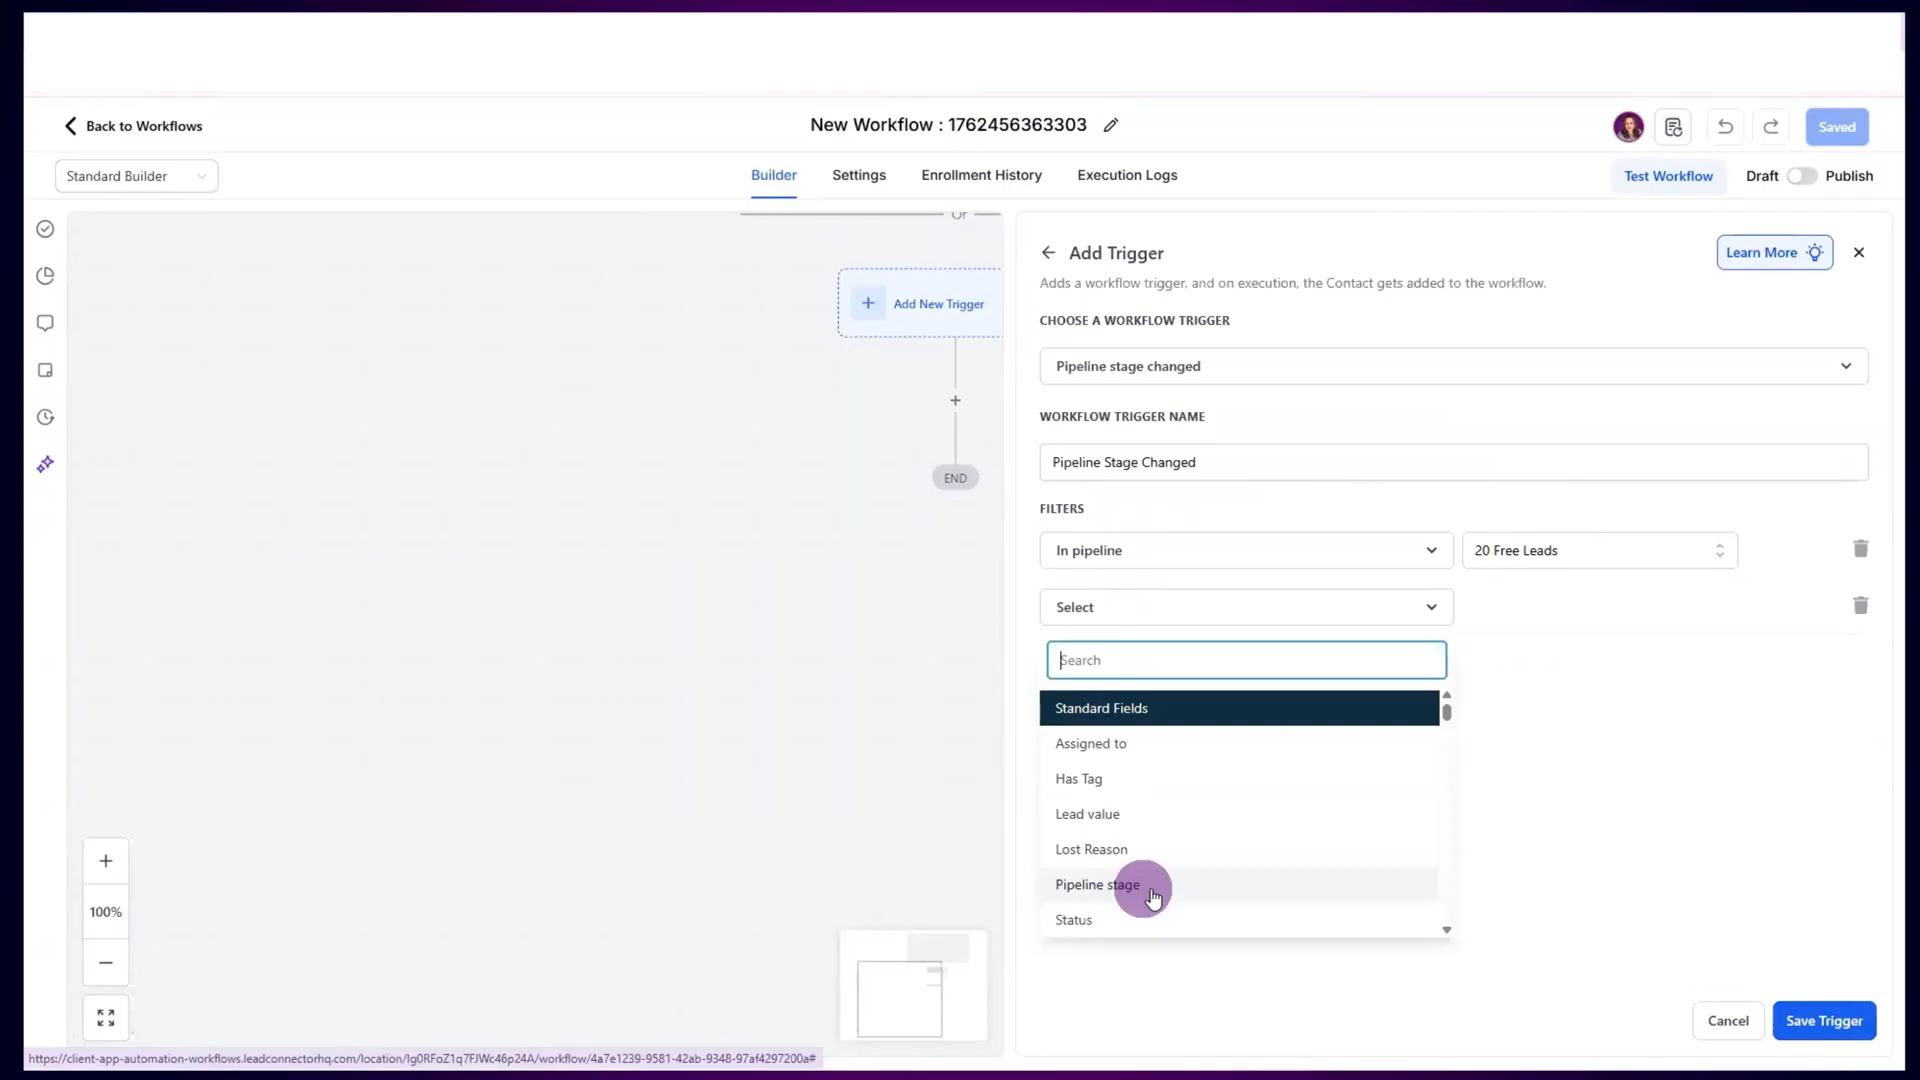 Back to Workflows
New Workflow : 1762456363303
Saved
Standard Builder
Builder
Settings
Enrollment History
Execution Logs
Test Workflow
Draft
Publish
Or
Add New Trigger
END
100%
Add Trigger
Learn More
Adds a workflow trigger, and on execution, the Contact gets added to the workflow.
CHOOSE A WORKFLOW TRIGGER
Pipeline stage changed
WORKFLOW TRIGGER NAME
Pipeline Stage Changed
FILTERS
In pipeline
20 Free Leads
Select
Search
Standard Fields
Assigned to
Has Tag
Lead value
Lost Reason
Pipeline stage
Status
Cancel
Save Trigger
https://client-app-automation-workflows.leadconnectorhq.com/location/Ig0RFoZ1q7FJWc46p24A/workflow/4a7e1239-9581-42ab-9348-97af4297200a#